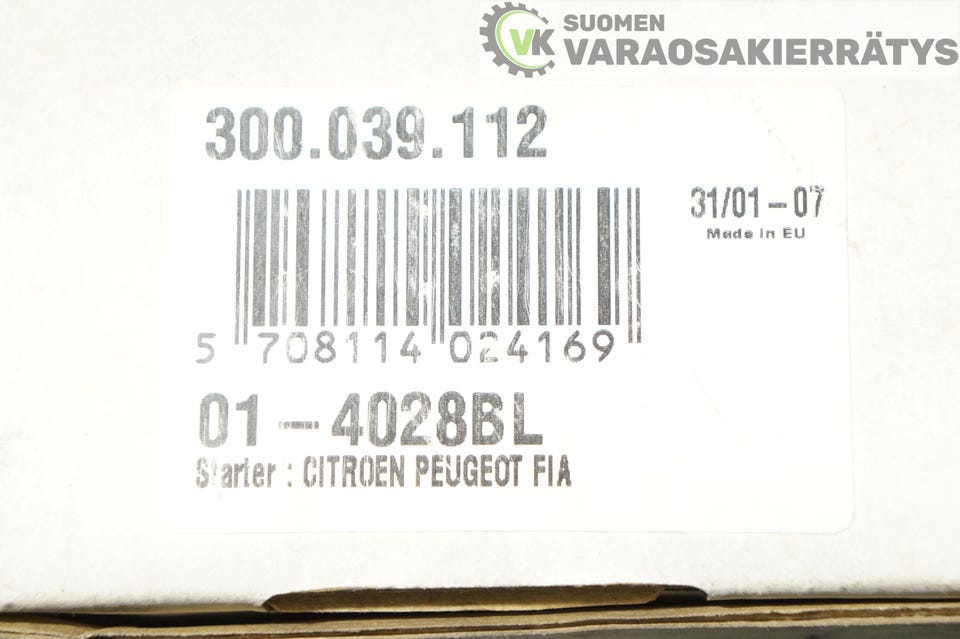 SUOMEN
VK VARAOSAKIERRÄTYS
300.039.112
31/01-07
Made in EU
5 708114 024169
01-4028BL
Starter : CITROEN PEUGEOT FIA